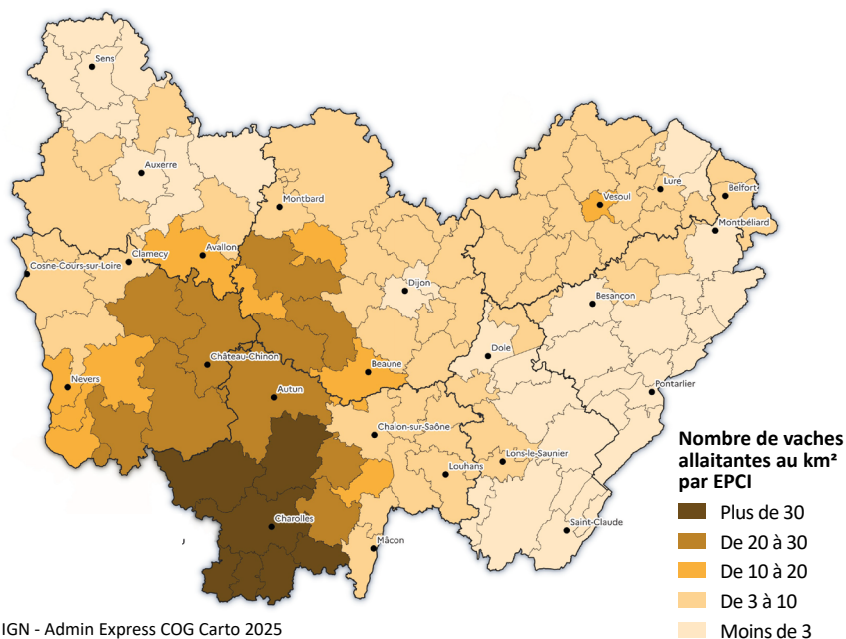 Sens
Auxerre
Montbard
Vesoul
Lure
Belfort
Montbéliard
Clamecy
Avallon
Cosne-Cours-sur-Loire
Dijon
Besançon
Château-Chinon
Dole
Nevers
Beaune
Autun
Pontarlier
Chalon-sur-Saône
Lons-le-Saunier
Louhans
Charolles
Saint-Claude
Mâcon
Nombre de vaches
allaitantes au km²
par EPCI
Plus de 30
De 20 à 30
De 10 à 20
De 3 à 10
Moins de 3
IGN - Admin Express COG Carto 2025